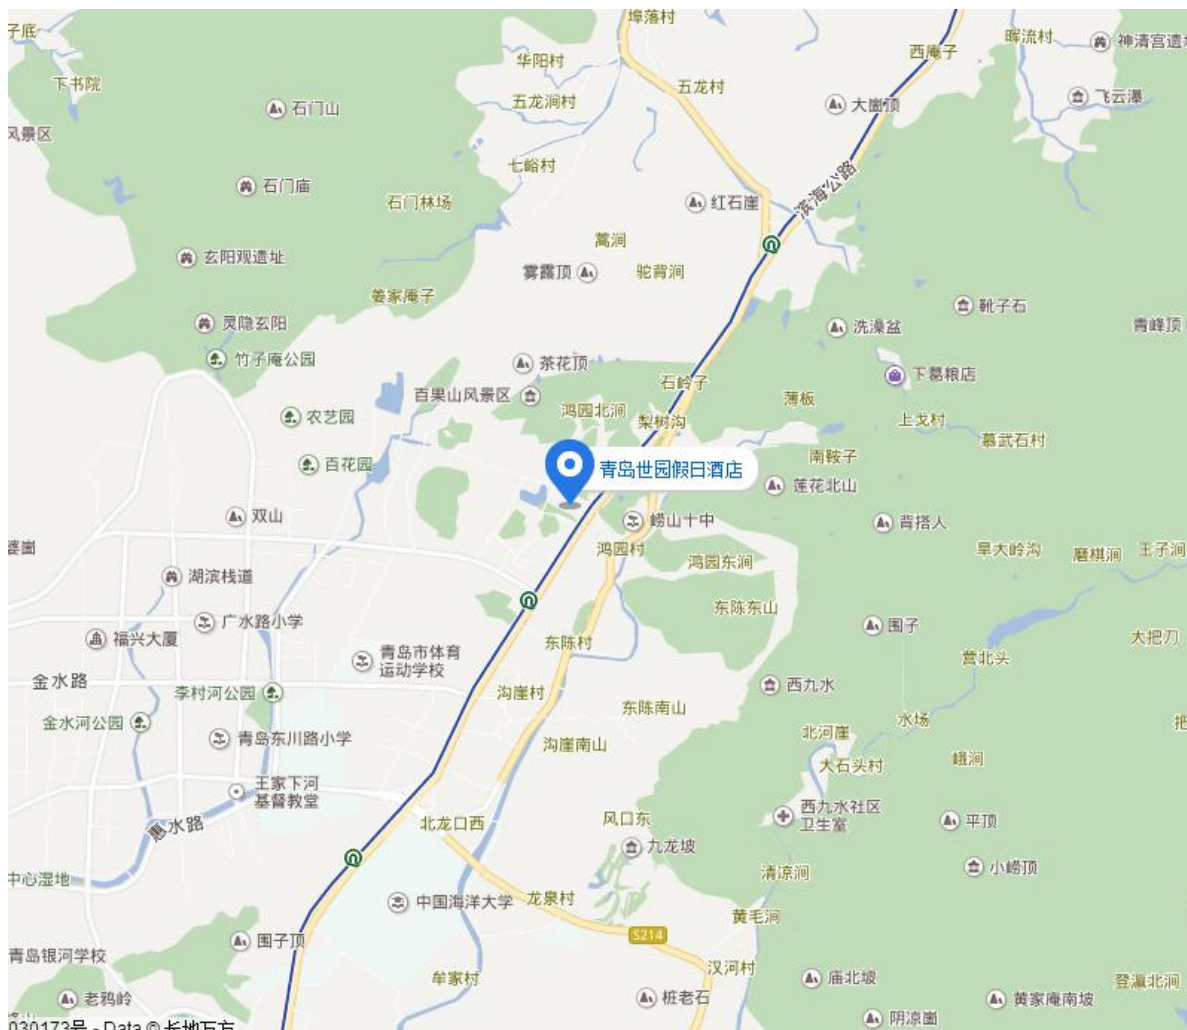 埠落村
子底
西庵子
晖流村
神清宫遗
华阳村
下书院
五龙村
飞云瀑
五龙涧村
石门山
大崮顶
风景区
七峪村
石门庙
滨海公路
石门林场
红石崖
蒿涧
玄阳观遗址
雾露顶
驼背涧
姜家庵子
靴子石
灵隐玄阳
洗澡盆
青峰顶
竹子庵公园
茶花顶
下葛粮店
石岭子
百果山风景区
薄板
农艺园
鸿园北涧
梨树沟
上戈村
慕武石村
南鞍子
百花园
青岛世园假日酒店
莲花北山
双山
崂山十中
背搭人
婆崮
鸿园村
旱大岭沟
磨棋涧
王子涧
鸿园东涧
湖滨栈道
东陈东山
广水路小学
围子
福兴大厦
东陈村
太把刀
青岛市体育
运动学校
营北头
金水路
李村河公园
沟崖村
西九水
东陈南山
金水河公园
水场
把
北河崖
青岛东川路小学
沟崖南山
峨涧
大石头村
王家下河
基督教堂
西九水社区
卫生室
惠水路
北龙口西
风口东
平顶
九龙坡
小崂顶
中心湿地
清凉涧
中国海洋大学
龙泉村
黄毛涧
S214
围子顶
青岛银河学校
汉河村
牟家村
庙北坡
登瀛北涧
老鸦岭
桩老石
黄家庵南坡
阴凉崮
030173号 - Data © 长地万方